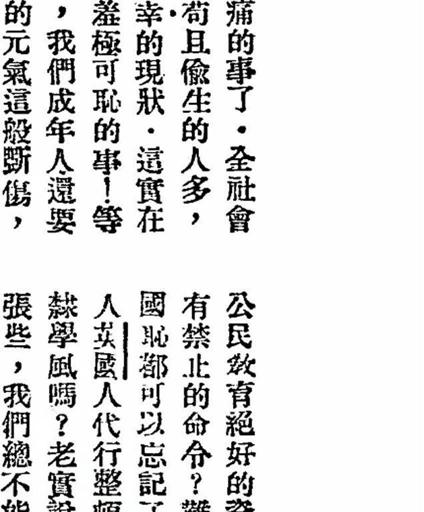 痛的事了．全社會
苟且偷生的人多，
幸的現狀．這實在
羞極可恥的事！等
，我們成年人還要
的元氣這般斲傷，
公民教育絕好的
有禁止的命令？
國恥都可以忘記
人英國人代行整頓
隸學風嗎？老實說
張些，我們總不能